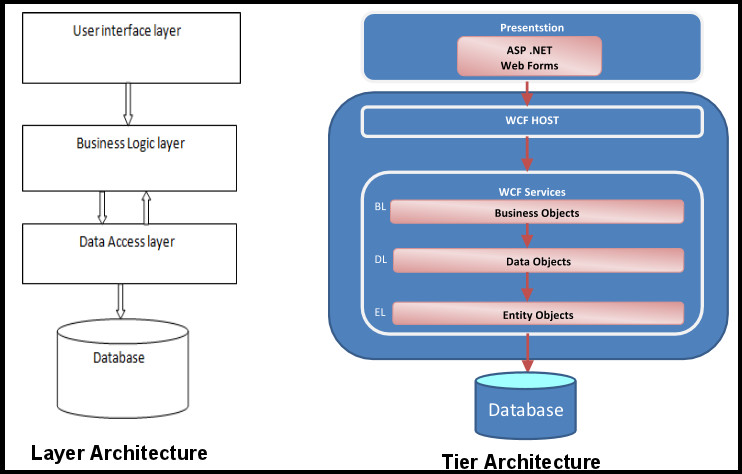 User interface layer
Business Logic layer
Data Access layer
Database
Layer Architecture
Presentstion
ASP .NET
Web Forms
WCF HOST
WCF Services
BL
Business Objects
DL
Data Objects
EL
Entity Objects
Database
Tier Architecture